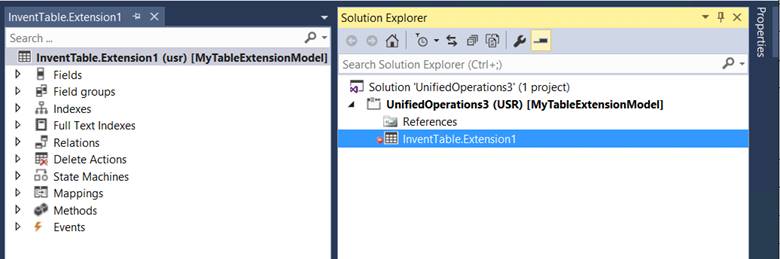 InventTable.Extension1
Search ...
InventTable.Extension1 (usr) [MyTableExtensionModel]
Fields
Field groups
Indexes
Full Text Indexes
Relations
Delete Actions
State Machines
Mappings
Methods
Events
Solution Explorer
Search Solution Explorer (Ctrl+;)
Solution 'UnifiedOperations3' (1 project)
UnifiedOperations3 (USR) [MyTableExtensionModel]
References
InventTable.Extension1
Properties